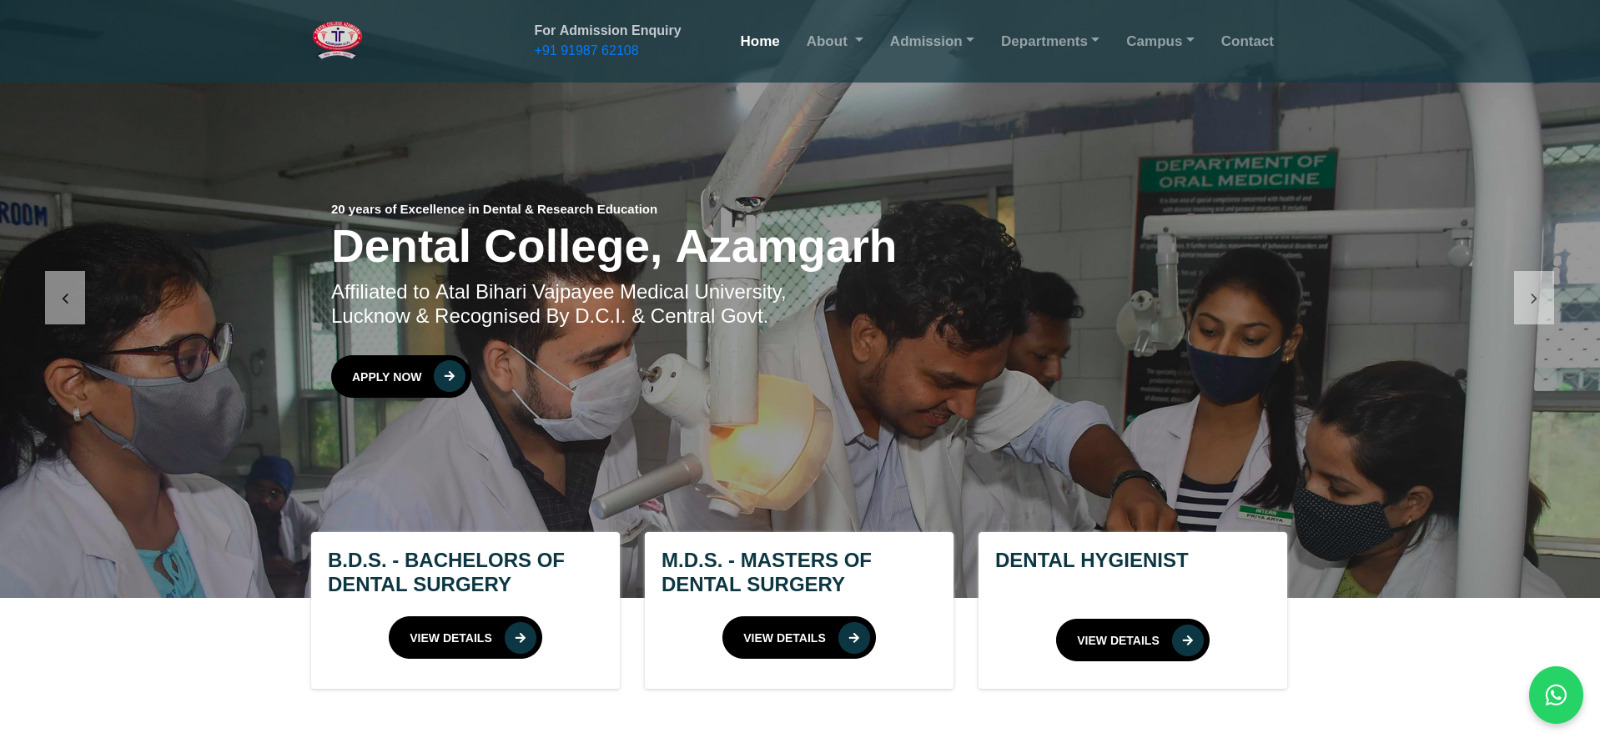 For Admission Enquiry
+91 91987 62108
Home
About
Admission
Departments
Campus
Contact
ROOM
DEPARTMENT OF
ORAL MEDICINE
20 years of Excellence in Dental & Research Education
Dental College, Azamgarh
Affiliated to Atal Bihari Vajpayee Medical University,
Lucknow & Recognised By D.C.I. & Central Govt.
APPLY NOW
INTERN
PRIYA ARYA
B.D.S. - BACHELORS OF
DENTAL SURGERY
VIEW DETAILS
M.D.S. - MASTERS OF
DENTAL SURGERY
VIEW DETAILS
DENTAL HYGIENIST
VIEW DETAILS